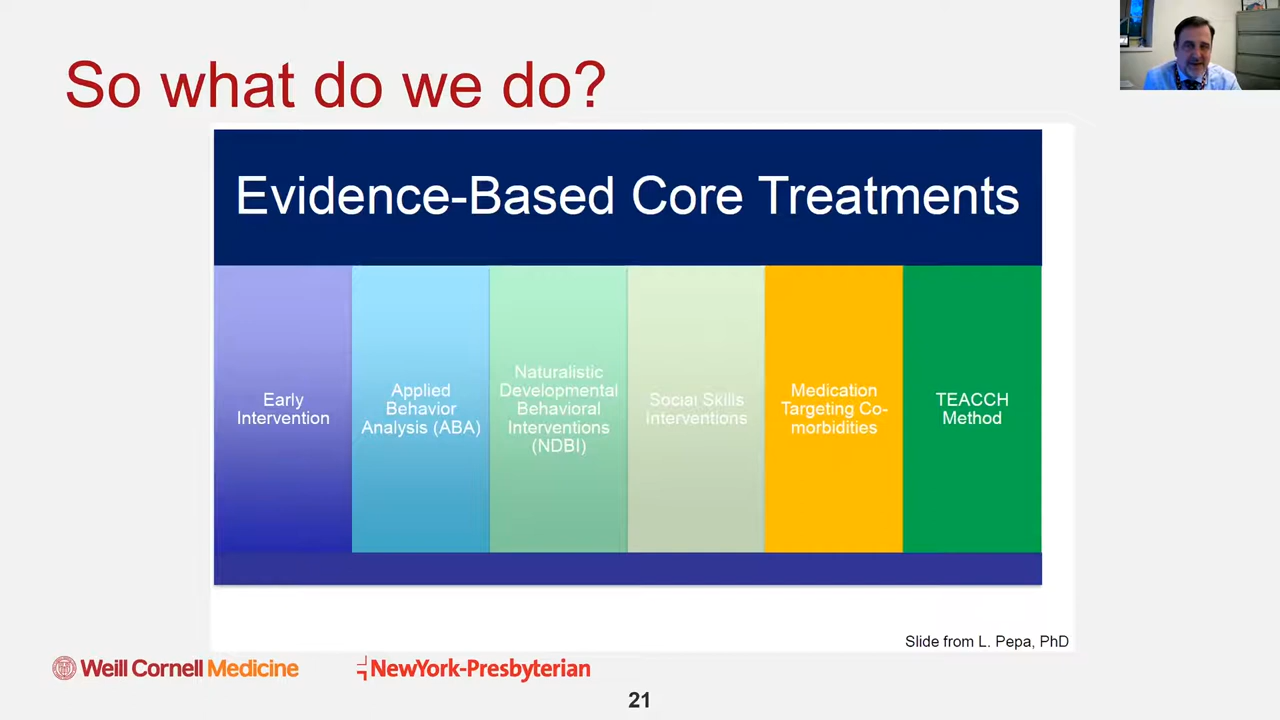 So what do we do?
Evidence-Based Core Treatments
Early
Intervention
Applied
Behavior
Analysis (ABA)
Naturalistic
Developmental
Behavioral
Interventions
(NDBI)
Social Skills
Interventions
Medication
Targeting Co-
morbidities
TEACCH
Method
Slide from L. Pepa, PhD
Weill Cornell Medicine
NewYork-Presbyterian
21